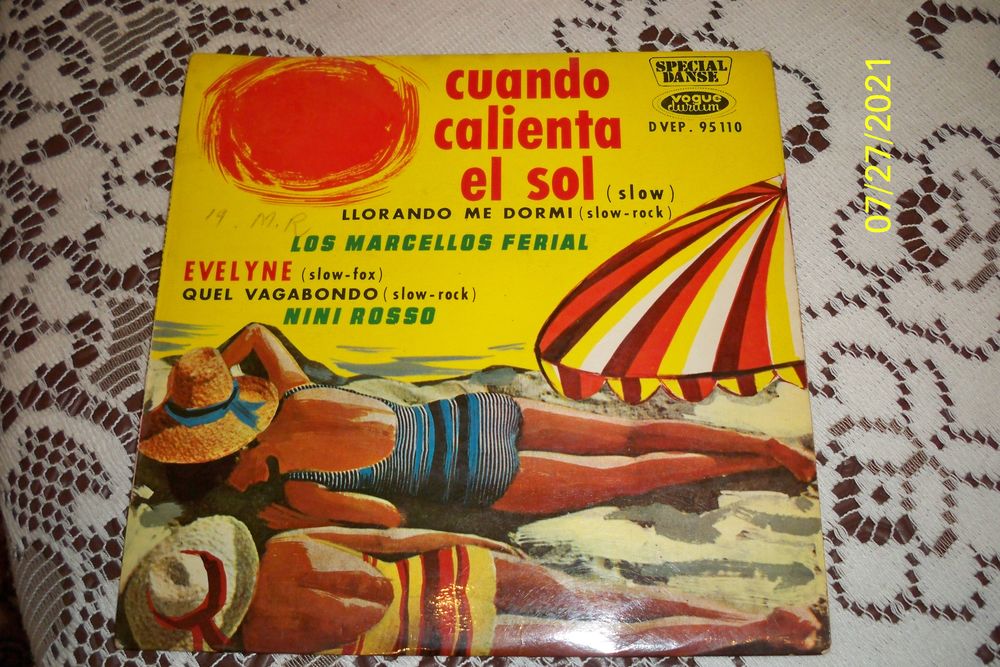 cuando
calienta
el sol (slow)
LLORANDO ME DORMI (slow-rock)
LOS MARCELLOS FERIAL
EVELYNE (slow-fox)
QUEL VAGABONDO (slow-rock)
NINI ROSSO
SPECIAL
DANSE
vogue
durium
DVEP. 95110
19. M.R
07/27/2021